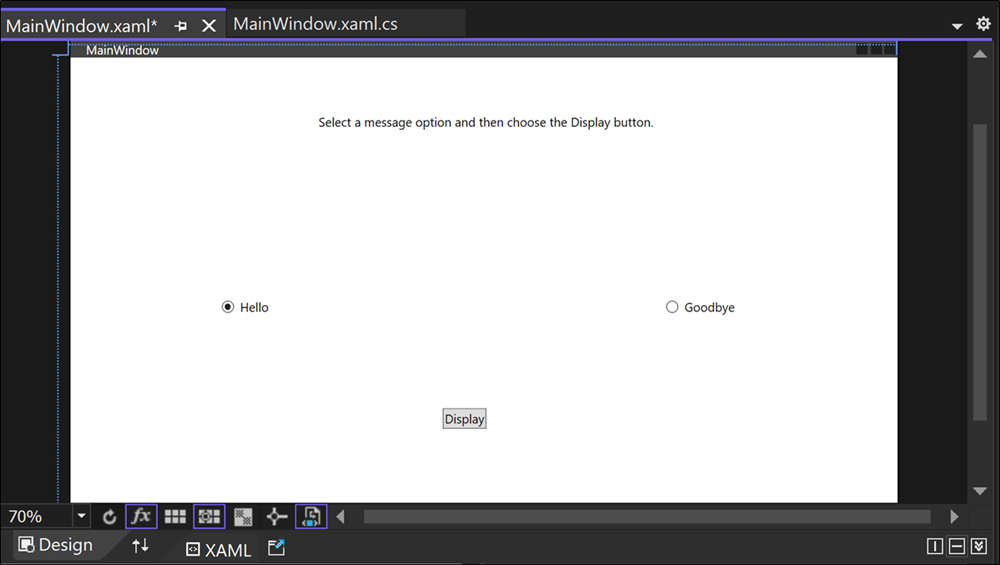 MainWindow.xaml* MainWindow.xaml.cs
MainWindow
Select a message option and then choose the Display button.
Hello Goodbye
Display
70% fx
Design XAML